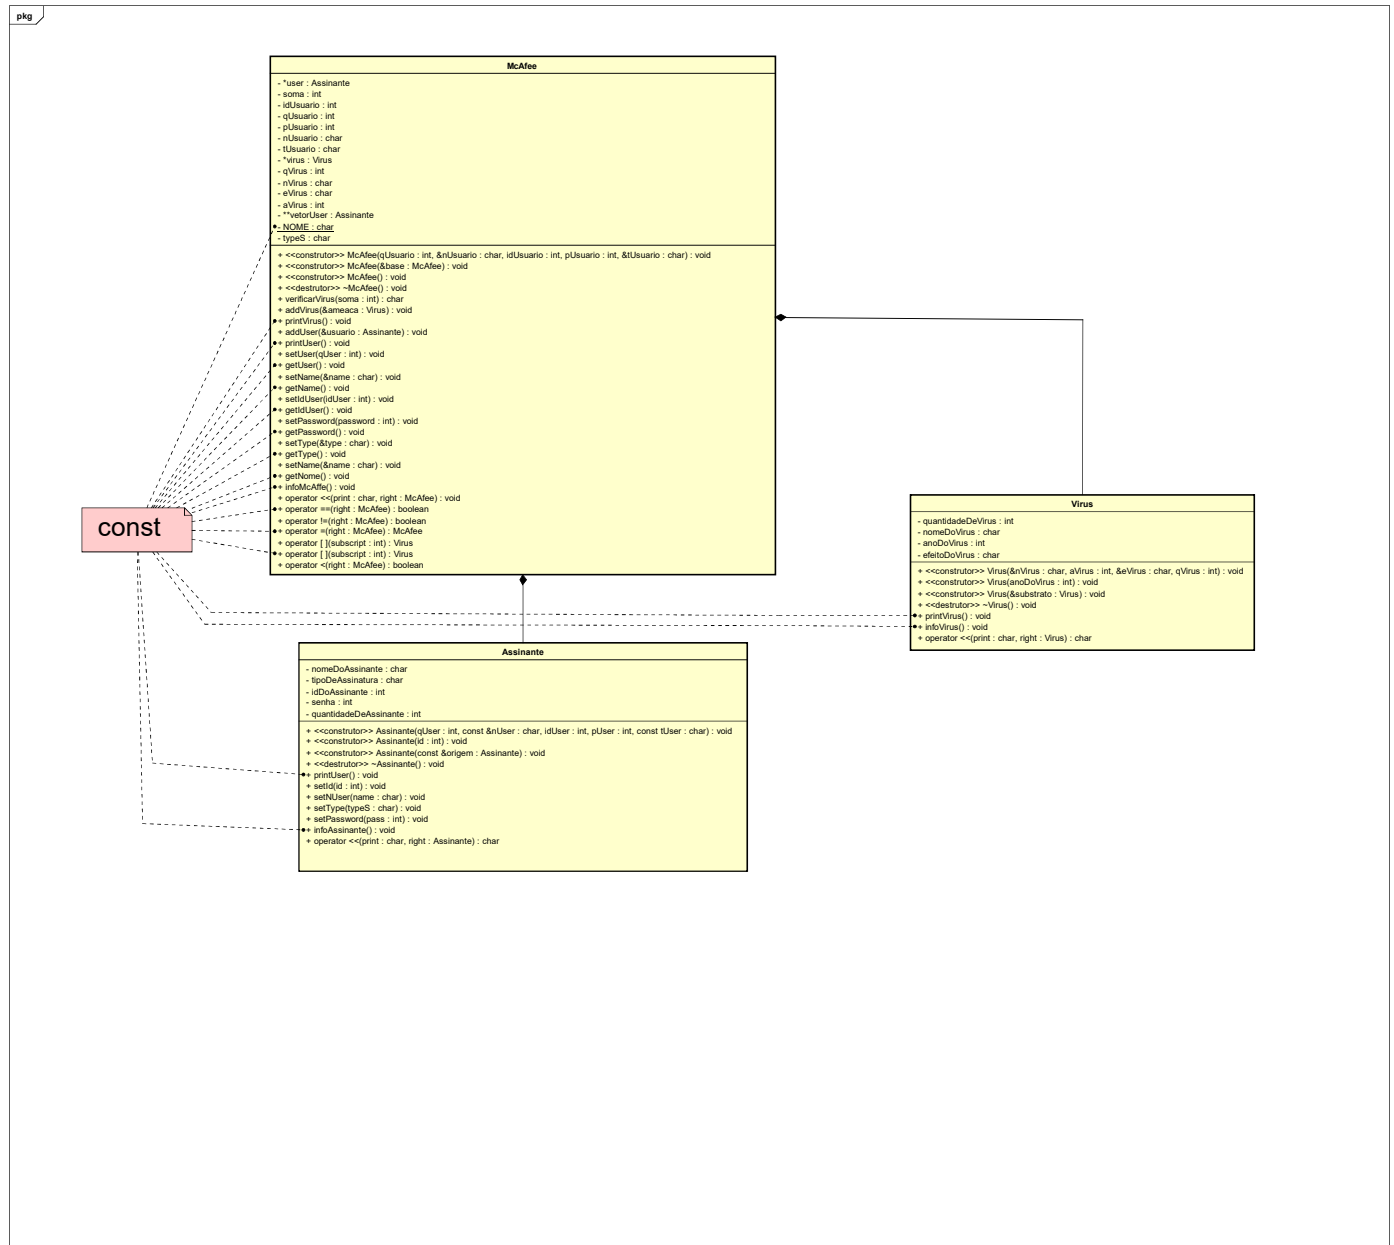 pkg
McAfee
- *user : Assinante
- soma : int
- idUsuario : int
- qUsuario : int
- pUsuario : int
- nUsuario : char
- tUsuario : char
- *virus : Virus
- qVirus : int
- nVirus : char
- eVirus : char
- aVirus : int
- **vetorUser : Assinante
- NOME : char
- typeS : char
+ <<construtor>> McAfee(qUsuario : int, &nUsuario : char, idUsuario : int, pUsuario : int, &tUsuario : char) : void
+ <<construtor>> McAfee(&base : McAfee) : void
+ <<construtor>> McAfee() : void
+ <<destrutor>> ~McAfee() : void
+ verificarVirus(soma : int) : char
+ addVirus(&ameaca : Virus) : void
+ printVirus() : void
+ addUser(&usuario : Assinante) : void
+ printUser() : void
+ setUser(qUser : int) : void
+ getUser() : void
+ setName(&name : char) : void
+ getName() : void
+ setIdUser(idUser : int) : void
+ getIdUser() : void
+ setPassword(password : int) : void
+ getPassword() : void
+ setType(&type : char) : void
+ getType() : void
+ setName(&name : char) : void
+ getNome() : void
+ infoMcAffe() : void
+ operator <<(print : char, right : McAfee) : void
+ operator ==(right : McAfee) : boolean
+ operator !=(right : McAfee) : boolean
+ operator =(right : McAfee) : McAfee
+ operator [ ](subscript : int) : Virus
+ operator [ ](subscript : int) : Virus
+ operator <(right : McAfee) : boolean
const
Virus
- quantidadeDeVirus : int
- nomeDoVirus : char
- anoDoVirus : int
- efeitoDoVirus : char
+ <<construtor>> Virus(&nVirus : char, aVirus : int, &eVirus : char, qVirus : int) : void
+ <<construtor>> Virus(anoDoVirus : int) : void
+ <<construtor>> Virus(&substrato : Virus) : void
+ <<destrutor>> ~Virus() : void
+ printVirus() : void
+ infoVirus() : void
+ operator <<(print : char, right : Virus) : char
Assinante
- nomeDoAssinante : char
- tipoDeAssinatura : char
- idDoAssinante : int
- senha : int
- quantidadeDeAssinante : int
+ <<construtor>> Assinante(qUser : int, const &nUser : char, idUser : int, pUser : int, const tUser : char) : void
+ <<construtor>> Assinante(id : int) : void
+ <<construtor>> Assinante(const &origem : Assinante) : void
+ <<destrutor>> ~Assinante() : void
+ printUser() : void
+ setId(id : int) : void
+ setNUser(name : char) : void
+ setType(typeS : char) : void
+ setPassword(pass : int) : void
+ infoAssinante() : void
+ operator <<(print : char, right : Assinante) : char